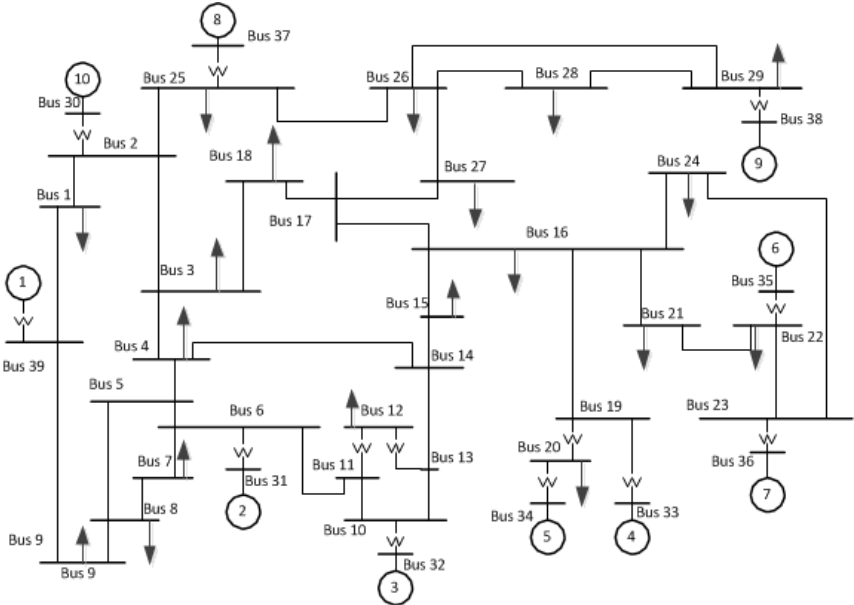 8
Bus 37
10
Bus 25
Bus 26
Bus 28
Bus 29
Bus 30
Bus 38
Bus 2
Bus 18
Bus 27
Bus 24
9
Bus 1
Bus 17
Bus 16
6
1
Bus 3
Bus 15
Bus 21
Bus 35
Bus 22
Bus 39
Bus 4
Bus 14
Bus 5
Bus 6
Bus 12
Bus 19
Bus 23
Bus 7
Bus 31
Bus 11
Bus 13
Bus 20
Bus 36
Bus 8
2
Bus 10
Bus 34
Bus 33
7
Bus 9
5
4
Bus 9
Bus 32
3